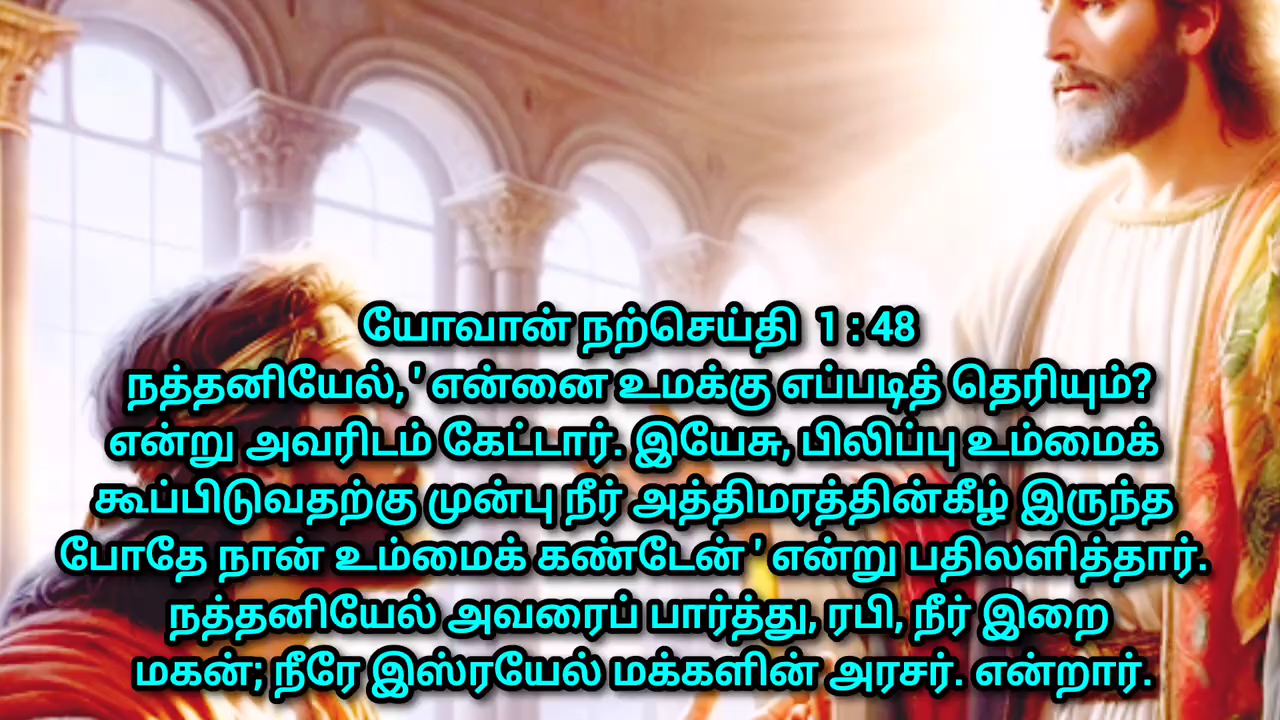 யோவான் நற்செய்தி 1 : 48
நத்தனியேல், ' என்னை உமக்கு எப்படித் தெரியும்?
என்று அவரிடம் கேட்டார். இயேசு, பிலிப்பு உம்மைக்
கூப்பிடுவதற்கு முன்பு நீர் அத்திமரத்தின்கீழ் இருந்த
போதே நான் உம்மைக் கண்டேன் ' என்று பதிலளித்தார்.
நத்தனியேல் அவரைப் பார்த்து, ரபி, நீர் இறை
மகன்; நீரே இஸ்ரயேல் மக்களின் அரசர். என்றார்.